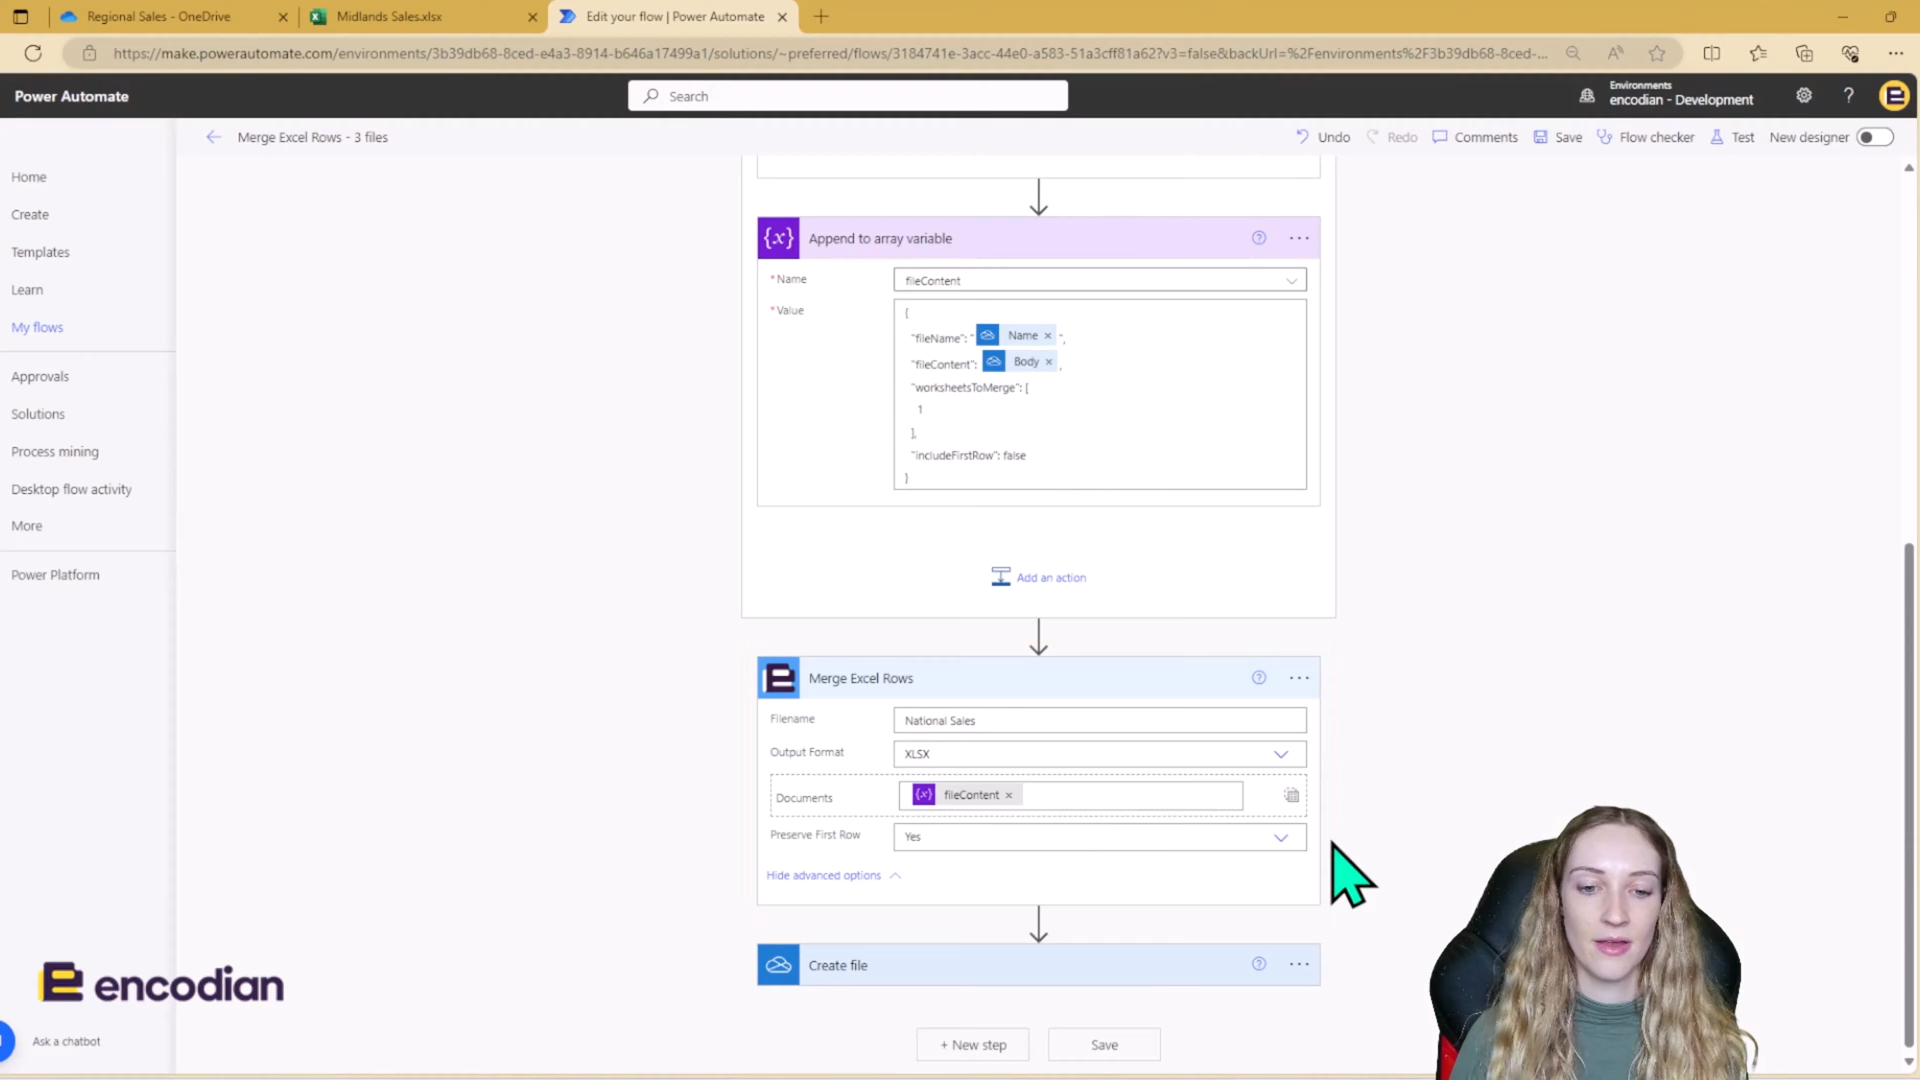 Regional Sales - OneDrive
Midlands Sales.xlsx
Edit your flow | Power Automate
https://make.powerautomate.com/environments/3b39db68-8ced-e4a3-8914-b646a17499a1/solutions/~preferred/flows/3184741e-3acc-44e0-a583-51a3cff81a62?v3=false&backUrl=%2Fenvironments%2F3b39db68-8ced-...
Power Automate
Search
Environments
encodian - Development
Merge Excel Rows - 3 files
Undo
Redo
Comments
Save
Flow checker
Test
New designer
Home
Create
Templates
Learn
My flows
Approvals
Solutions
Process mining
Desktop flow activity
More
Power Platform
Append to array variable
* Name
fileContent
* Value
{
"fileName": " Name ",
"fileContent": Body ,
"worksheetsToMerge": [
1
],
"includeFirstRow": false
}
Add an action
Merge Excel Rows
Filename
National Sales
Output Format
XLSX
Documents
fileContent
Preserve First Row
Yes
Hide advanced options
Create file
+ New step
Save
encodian
Ask a chatbot